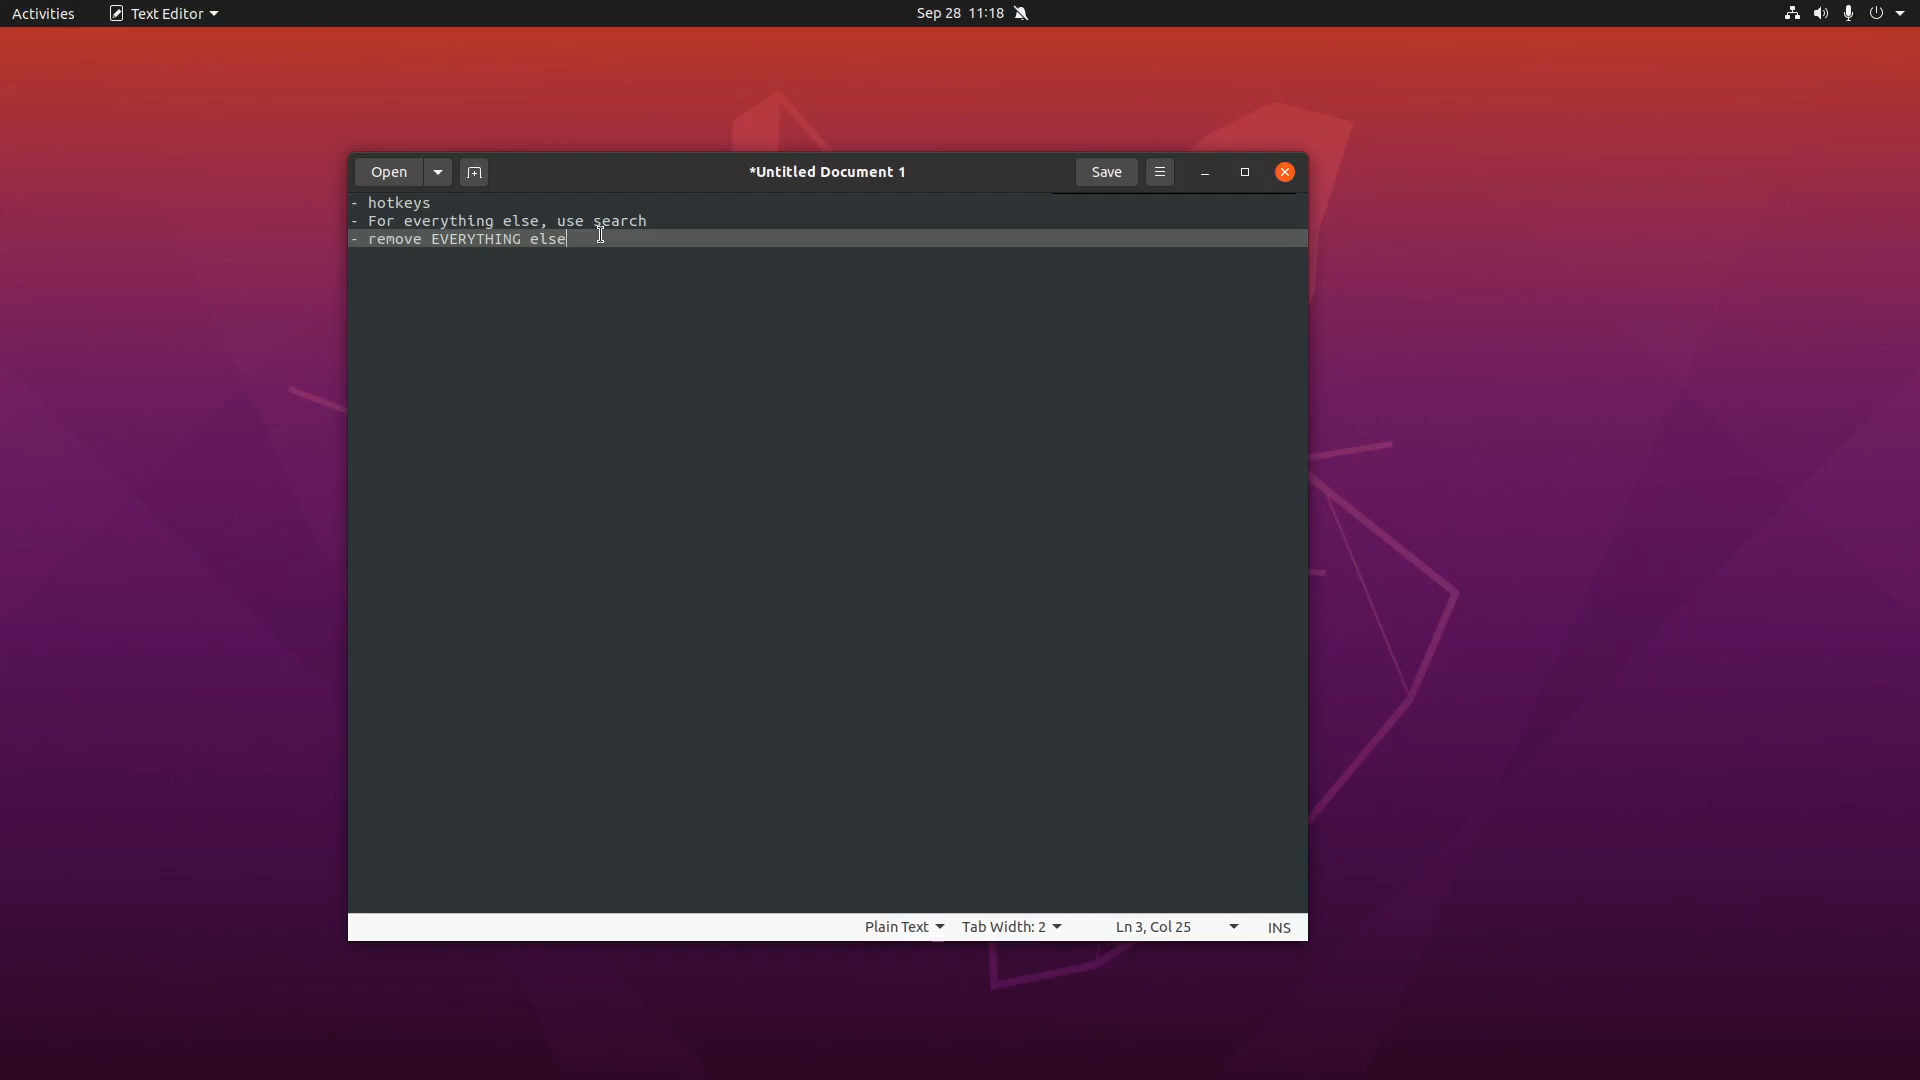 Activities Text Editor Sep 28 11:18
Open *Untitled Document 1 Save
- hotkeys
- For everything else, use search
- remove EVERYTHING else
Plain Text Tab Width: 2 Ln 3, Col 25 INS